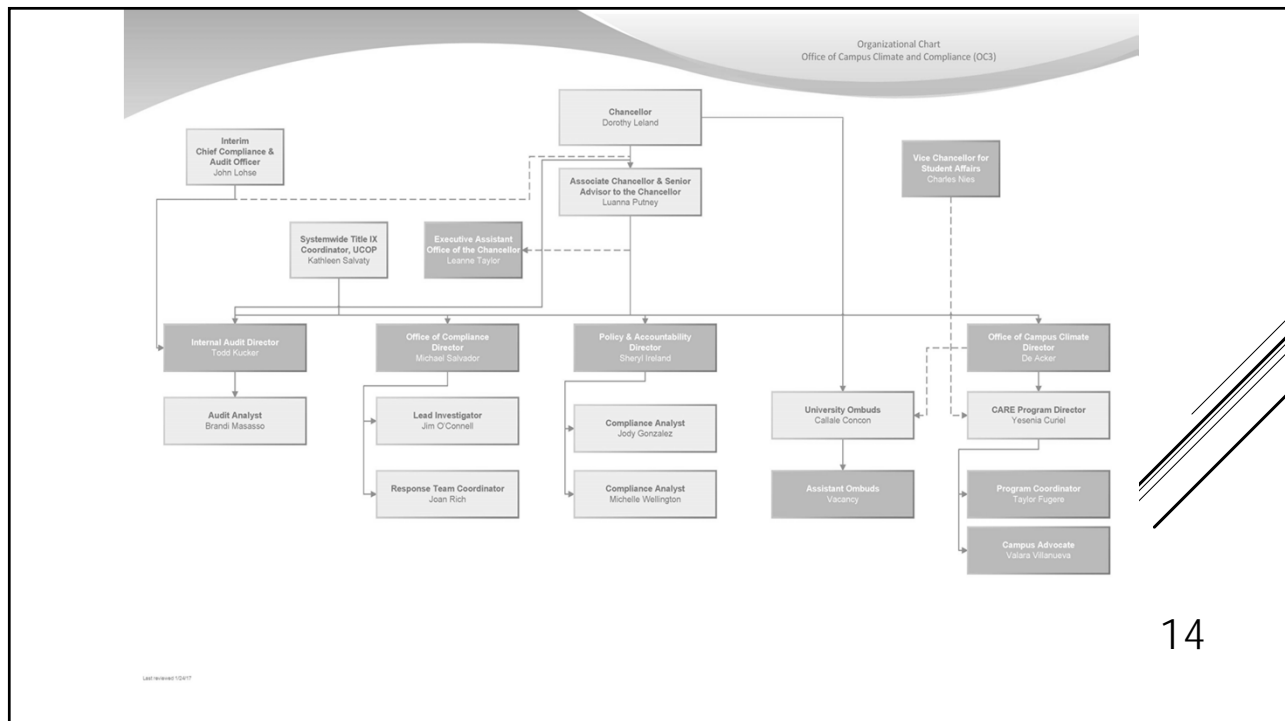 Organizational Chart
Office of Campus Climate and Compliance (OC3)
Chancellor
Dorothy Leland
Interim
Chief Compliance &
Audit Officer
John Lohse
Vice Chancellor for
Student Affairs
Charles Nies
Associate Chancellor & Senior
Advisor to the Chancellor
Luanna Putney
Systemwide Title IX
Coordinator, UCOP
Kathleen Salvaty
Executive Assistant
Office of the Chancellor
Leanne Taylor
Internal Audit Director
Todd Kucker
Office of Compliance
Director
Michael Salvador
Policy & Accountability
Director
Sheryl Ireland
Office of Campus Climate
Director
De Acker
Audit Analyst
Brandi Masasso
Lead Investigator
Jim O'Connell
Compliance Analyst
Jody Gonzalez
University Ombuds
Callale Concon
CARE Program Director
Yesenia Curiel
Response Team Coordinator
Joan Rich
Compliance Analyst
Michelle Wellington
Assistant Ombuds
Vacancy
Program Coordinator
Taylor Fugere
Campus Advocate
Valara Villanueva
14
Last reviewed 1/24/17